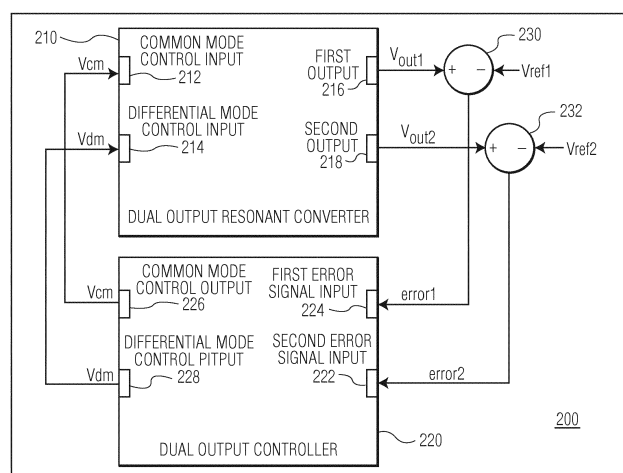 210
COMMON MODE
CONTROL INPUT
Vcm
212
FIRST
OUTPUT
216
Vout1
+
−
230
Vref1
DIFFERENTIAL MODE
CONTROL INPUT
Vdm
214
SECOND
OUTPUT
218
Vout2
+
−
232
Vref2
DUAL OUTPUT RESONANT CONVERTER
COMMON MODE
CONTROL OUTPUT
Vcm
226
FIRST ERROR
SIGNAL INPUT
224
error1
DIFFERENTIAL MODE
CONTROL PITPUT
Vdm
228
SECOND ERROR
SIGNAL INPUT
222
error2
DUAL OUTPUT CONTROLLER
220
200